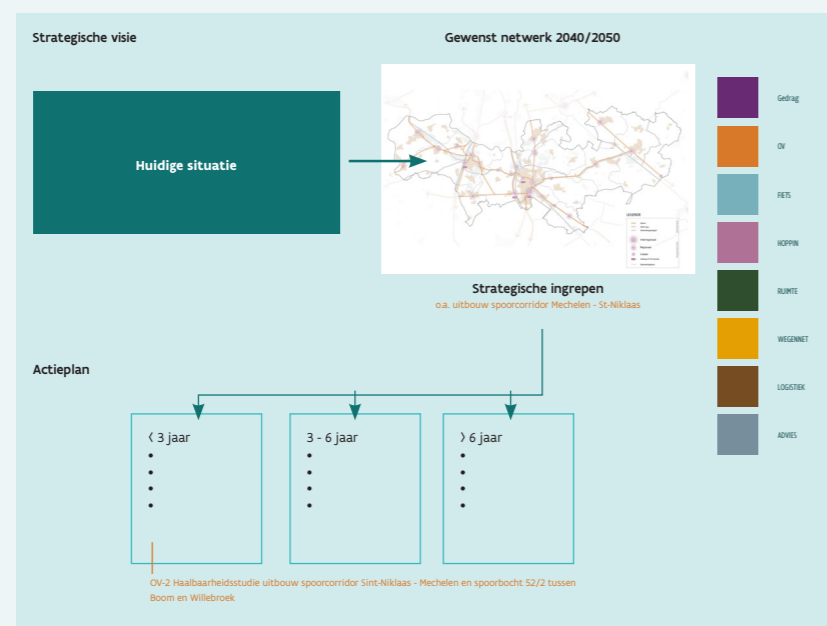 Strategische visie
Gewenst netwerk 2040/2050
Huidige situatie
Gedrag
OV
FIETS
HOPPIN
RUIMTE
WEGENNET
LOGISTIEK
ADVIES
Strategische ingrepen
o.a. uitbouw spoorcorridor Mechelen - St-Niklaas
Actieplan
< 3 jaar
•
•
•
•
3 - 6 jaar
•
•
•
•
> 6 jaar
•
•
•
•
OV-2 Haalbaarheidsstudie uitbouw spoorcorridor Sint-Niklaas - Mechelen en spoorbocht 52/2 tussen
Boom en Willebroek